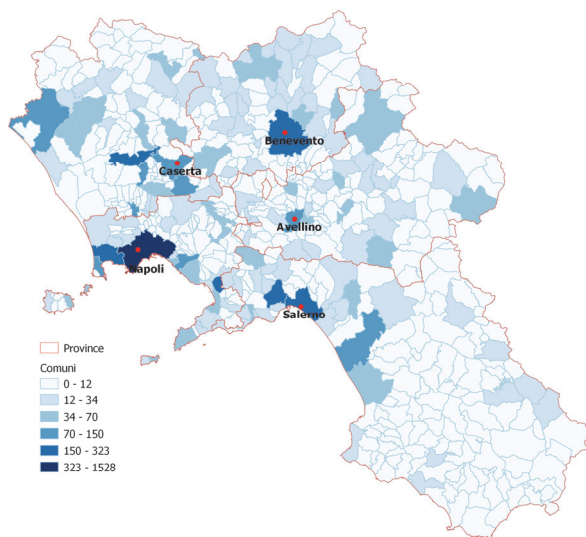 Benevento
Caserta
Avellino
Napoli
Salerno
Province
Comuni
0 - 12
12 - 34
34 - 70
70 - 150
150 - 323
323 - 1528